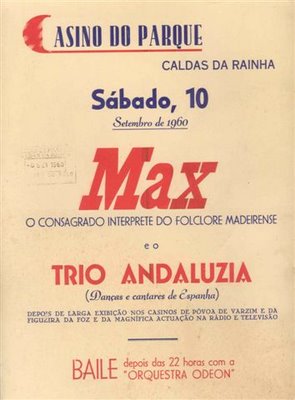 CASINO DO PARQUE
CALDAS DA RAINHA
Sábado, 10
Setembro de 1960
Max
O CONSAGRADO INTERPRETE DO FOLCLORE MADEIRENSE
e o
TRIO ANDALUZIA
(Danças e cantares de Espanha)
DEPOIS DE LARGA EXIBIÇÃO NOS CASINOS DE PÓVOA DE VARZIM E DA
FIGUEIRA DA FOZ E DA MAGNÍFICA ACTUAÇÃO NA RÁDIO E TELEVISÃO
BAILE depois das 22 horas com a
"ORQUESTRA ODEON"